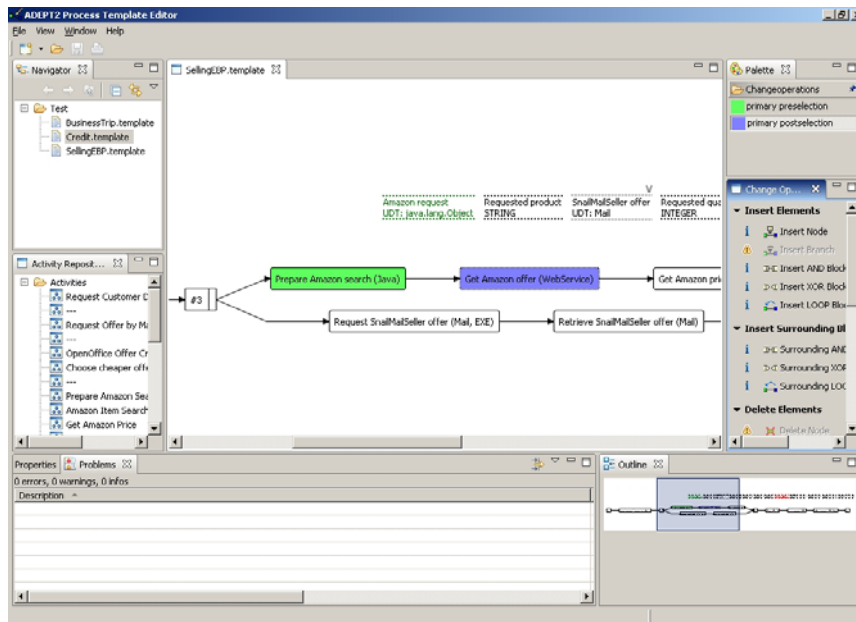 ADEPT2 Process Template Editor
File View Window Help
Navigator
Test
BusinessTrip.template
Credit.template
SellingEBP.template
Activity Reposit...
Activities
Request Customer D
---
Request Offer by Ma
---
OpenOffice Offer Cr
Choose cheaper offe
---
Prepare Amazon Sea
Amazon Item Search
Get Amazon Price
SellingEBP.template
V
Amazon request
UDT: java.lang.Object
Requested product
STRING
SnailMailSeller offer
UDT: Mail
Requested qua
INTEGER
#3
Prepare Amazon search (Java)
Get Amazon offer (WebService)
Get Amazon pri
Request SnailMailSeller offer (Mail, EXE)
Retrieve SnailMailSeller offer (Mail)
Palette
Changeoperations
primary preselection
primary postselection
Change Op...
Insert Elements
Insert Node
Insert Branch
Insert AND Block
Insert XOR Block
Insert LOOP Bloc
Insert Surrounding Bl
Surrounding AND
Surrounding XOR
Surrounding LOO
Delete Elements
Delete Node
Properties Problems
0 errors, 0 warnings, 0 infos
Description
Outline